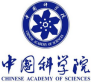 中国科学院
CHINESE ACADEMY OF SCIENCES